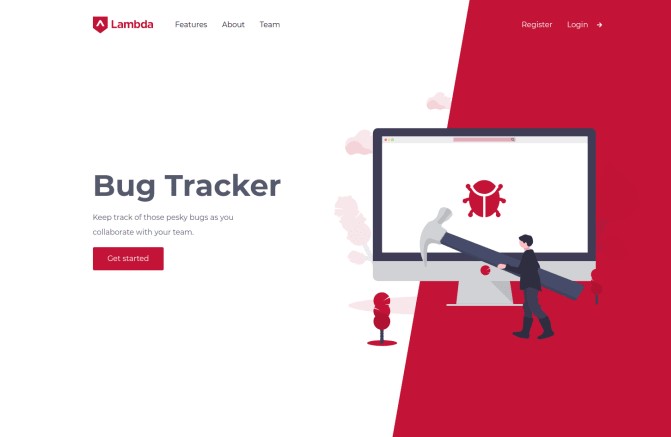 Lambda
Features
About
Team
Register
Login
Bug Tracker
Keep track of those pesky bugs as you
collaborate with your team.
Get started